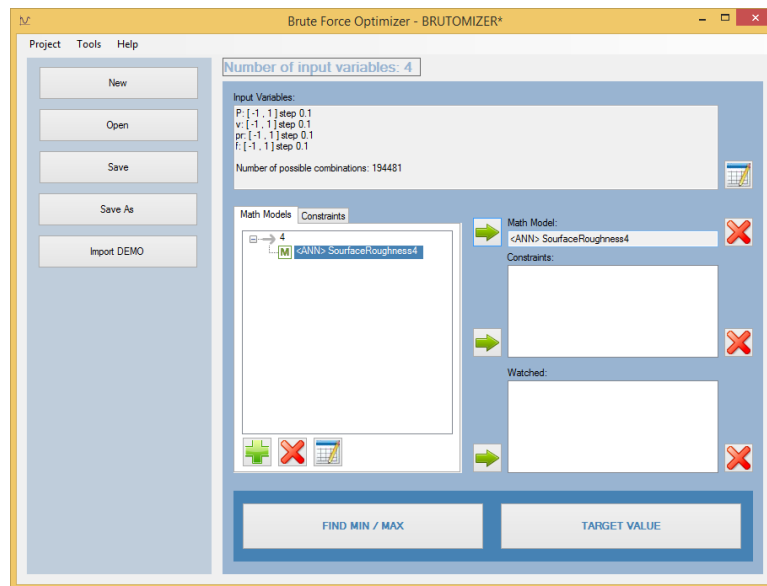 Brute Force Optimizer - BRUTOMIZER*
Project Tools Help
New
Open
Save
Save As
Import DEMO
Number of input variables: 4
Input Variables:
P: [ -1 , 1 ] step 0.1
v: [ -1 , 1 ] step 0.1
pr: [ -1 , 1 ] step 0.1
f: [ -1 , 1 ] step 0.1
Number of possible combinations: 194481
Math Models Constraints
4
M <ANN> SourfaceRoughness4
Math Model:
<ANN> SourfaceRoughness4
Constraints:
Watched:
FIND MIN / MAX
TARGET VALUE